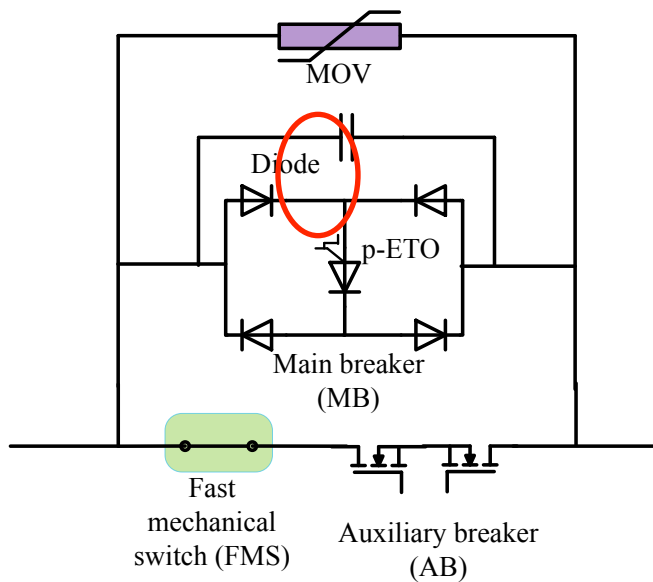 MOV
Diode
p-ETO
Main breaker
(MB)
Fast
mechanical
switch (FMS)
Auxiliary breaker
(AB)